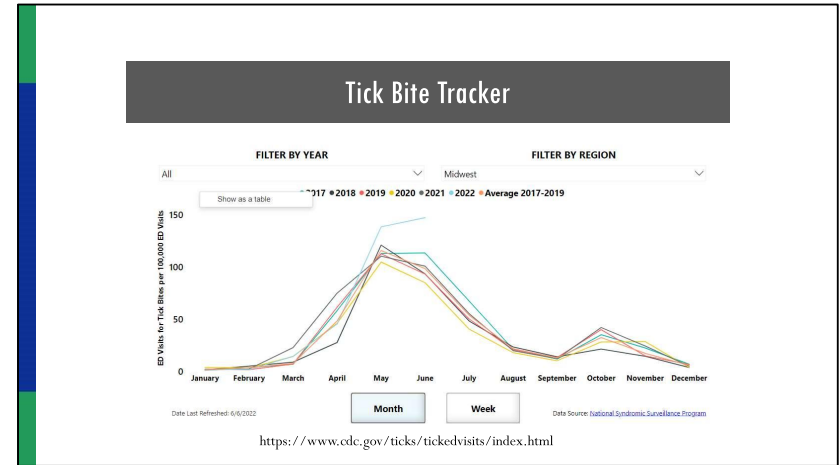 Tick Bite Tracker
FILTER BY YEAR
FILTER BY REGION
All
Midwest
Show as a table
2017 2018 2019 2020 2021 2022 Average 2017-2019
ED Visits for Tick Bites per 100,000 ED Visits
150
100
50
0
January February March April May June July August September October November December
Date Last Refreshed: 6/6/2022
Month
Week
Data Source: National Syndromic Surveillance Program
https://www.cdc.gov/ticks/tickedvisits/index.html